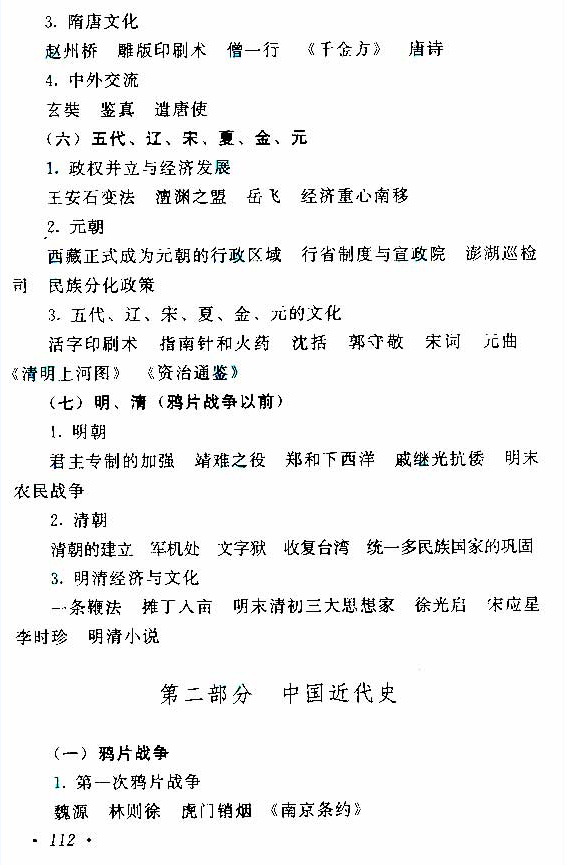 3. 隋唐文化
赵州桥 雕版印刷术 僧一行 《千金方》 唐诗
4. 中外交流
玄奘 鉴真 遣唐使
(六) 五代、辽、宋、夏、金、元
1. 政权并立与经济发展
王安石变法 澶渊之盟 岳飞 经济重心南移
2. 元朝
西藏正式成为元朝的行政区域 行省制度与宣政院 澎湖巡检
司 民族分化政策
3. 五代、辽、宋、夏、金、元的文化
活字印刷术 指南针和火药 沈括 郭守敬 宋词 元曲
《清明上河图》 《资治通鉴》
(七) 明、清 (鸦片战争以前)
1. 明朝
君主专制的加强 靖难之役 郑和下西洋 戚继光抗倭 明末
农民战争
2. 清朝
清朝的建立 军机处 文字狱 收复台湾 统一多民族国家的巩固
3. 明清经济与文化
一条鞭法 摊丁入亩 明末清初三大思想家 徐光启 宋应星
李时珍 明清小说
第二部分 中国近代史
(一) 鸦片战争
1. 第一次鸦片战争
魏源 林则徐 虎门销烟 《南京条约》
· 112 ·